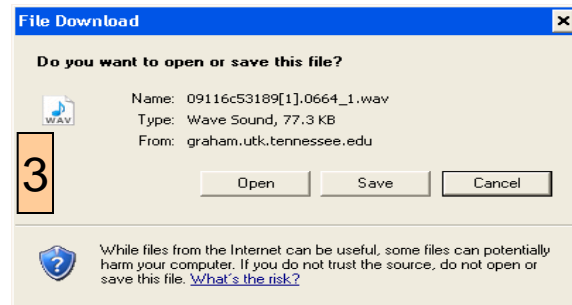 File Download
Do you want to open or save this file?
WAV
Name: 09116c53189[1].0664_1.wav
Type: Wave Sound, 77.3 KB
From: graham.utk.tennessee.edu
3
Open Save Cancel
While files from the Internet can be useful, some files can potentially
harm your computer. If you do not trust the source, do not open or
save this file. What's the risk?